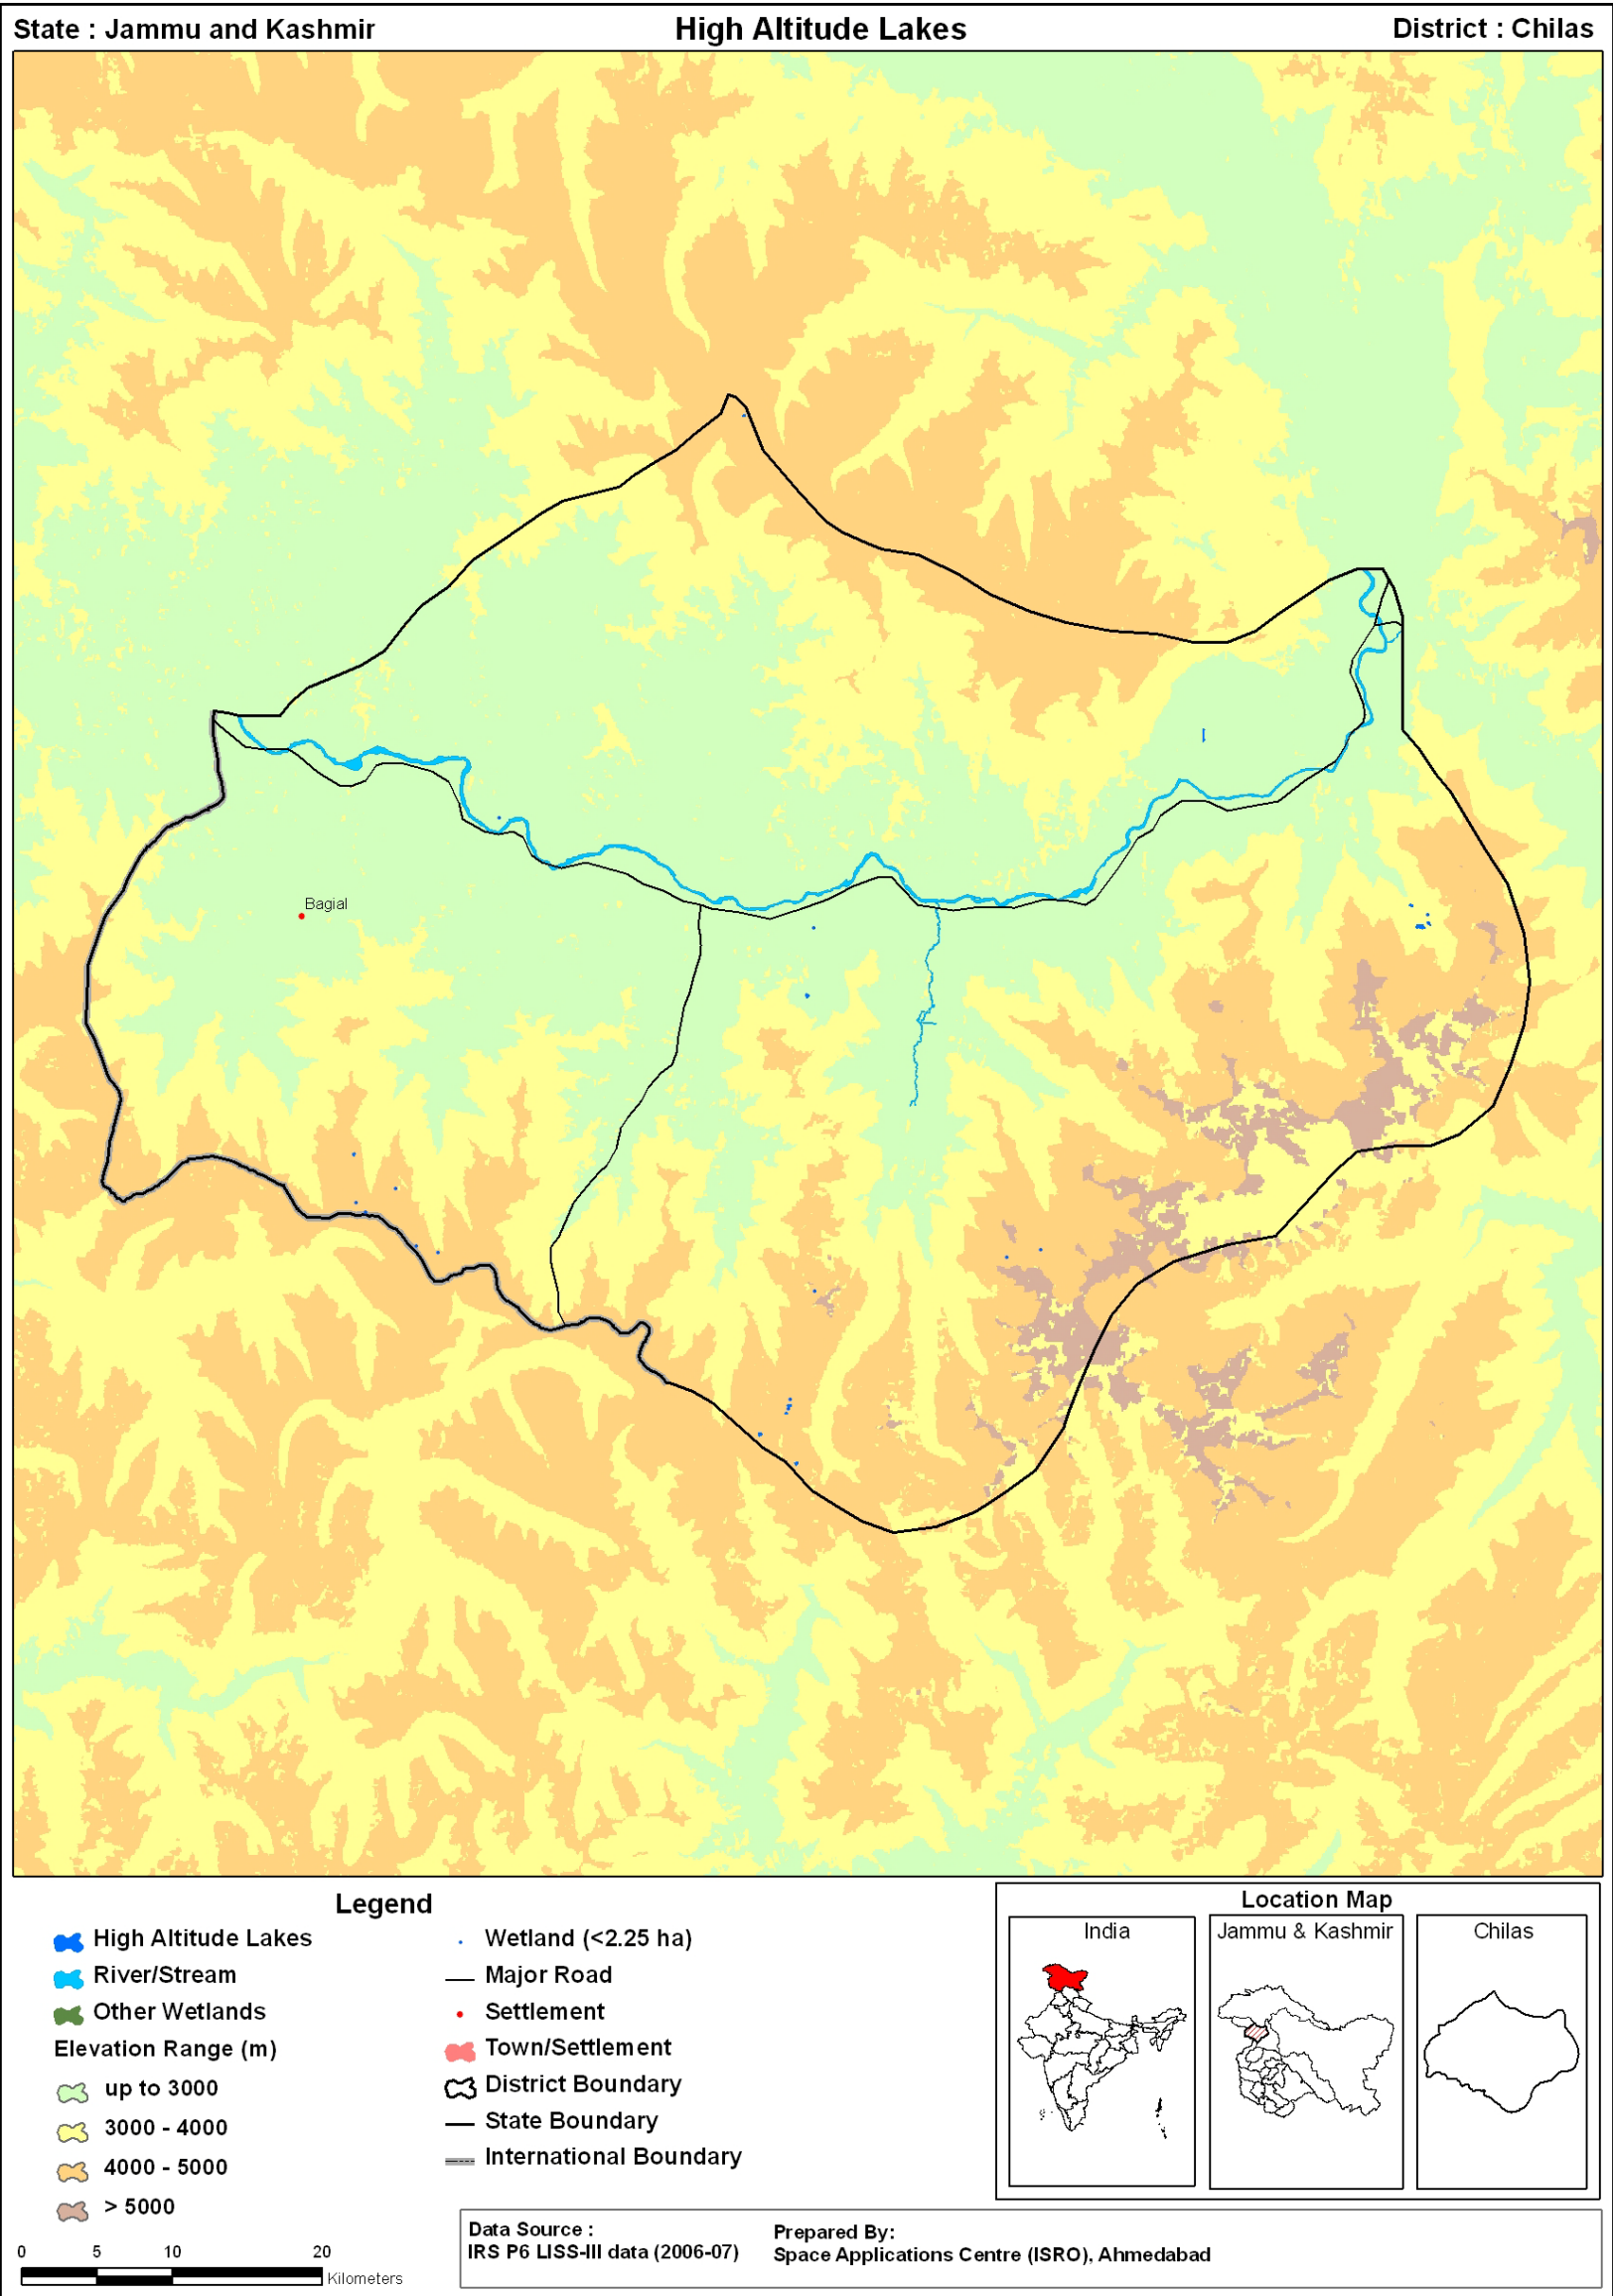 State : Jammu and Kashmir
High Altitude Lakes
District : Chilas
Bagial
Legend
High Altitude Lakes
River/Stream
Other Wetlands
Elevation Range (m)
up to 3000
3000 - 4000
4000 - 5000
> 5000
Wetland (<2.25 ha)
Major Road
Settlement
Town/Settlement
District Boundary
State Boundary
International Boundary
0 5 10 20
Kilometers
Location Map
India
Jammu & Kashmir
Chilas
Data Source :
IRS P6 LISS-III data (2006-07)
Prepared By:
Space Applications Centre (ISRO), Ahmedabad